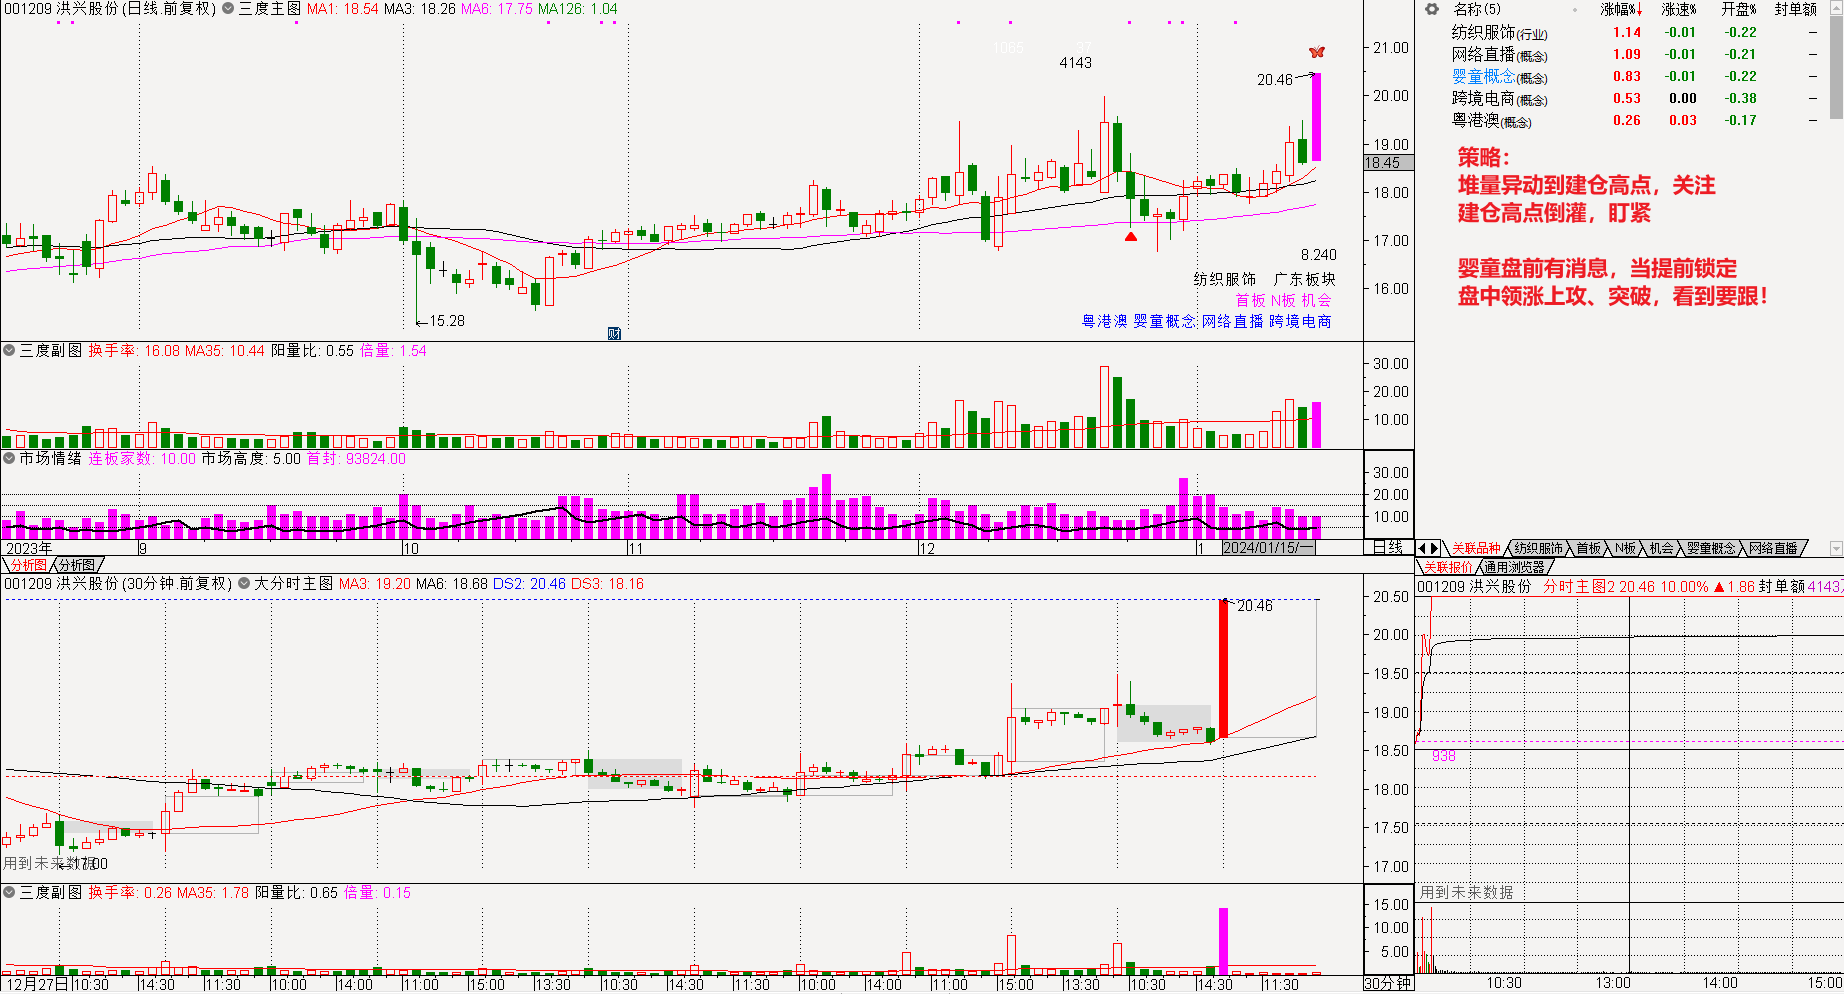 001209 洪兴股份(日线.前复权) 三度主图 MA1: 18.54 MA3: 18.26 MA6: 17.75 MA126: 1.04
1065 37
4143
20.46
21.00
20.00
19.00
18.45
18.00
17.00
16.00
15.28
8.240
纺织服饰 广东板块
首板 N板 机会
粤港澳 婴童概念 网络直播 跨境电商
财
三度副图 换手率: 16.08 MA35: 10.44 阳量比: 0.55 倍量: 1.54
30.00
20.00
10.00
市场情绪 连板家数: 10.00 市场高度: 5.00 首封: 93824.00
30.00
20.00
10.00
2023年 9 10 11 12 1 2024/01/15/一 日线
分析图 分析图
001209 洪兴股份(30分钟.前复权) 大分时主图 MA3: 19.20 MA6: 18.68 DS2: 20.46 DS3: 18.16
20.46
20.50
20.00
19.50
19.00
18.50
18.00
17.50
17.00
用到未来数据
17.00
三度副图 换手率: 0.26 MA35: 1.78 阳量比: 0.65 倍量: 0.15
15.00
10.00
5.00
12月27日 10:30 14:30 11:30 10:00 14:00 11:00 15:00 13:30 10:30 14:30 11:30 10:00 14:00 11:00 15:00 13:30 10:30 14:30 11:30 30分钟
名称(5) 涨幅%↓ 涨速% 开盘% 封单额
纺织服饰(行业) 1.14 -0.01 -0.22 —
网络直播(概念) 1.09 -0.01 -0.21 —
婴童概念(概念) 0.83 -0.01 -0.22 —
跨境电商(概念) 0.53 0.00 -0.38 —
粤港澳(概念) 0.26 0.03 -0.17 —
策略：
堆量异动到建仓高点，关注
建仓高点倒灌，盯紧
婴童盘前有消息，当提前锁定
盘中领涨上攻、突破，看到要跟！
关联品种 纺织服饰 首板 N板 机会 婴童概念 网络直播
关联报价 通用浏览器
001209 洪兴股份 分时主图2 20.46 10.00% ▲1.86 封单额 4143
938
用到未来数据
10:30 13:00 14:00 15:00